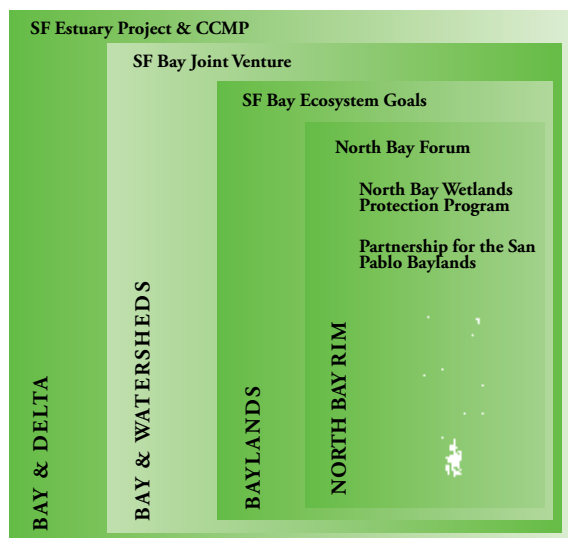 SF Estuary Project & CCMP
SF Bay Joint Venture
SF Bay Ecosystem Goals
North Bay Forum
North Bay Wetlands
Protection Program
Partnership for the San
Pablo Baylands
BAY & DELTA
BAY & WATERSHEDS
BAYLANDS
NORTH BAY RIM